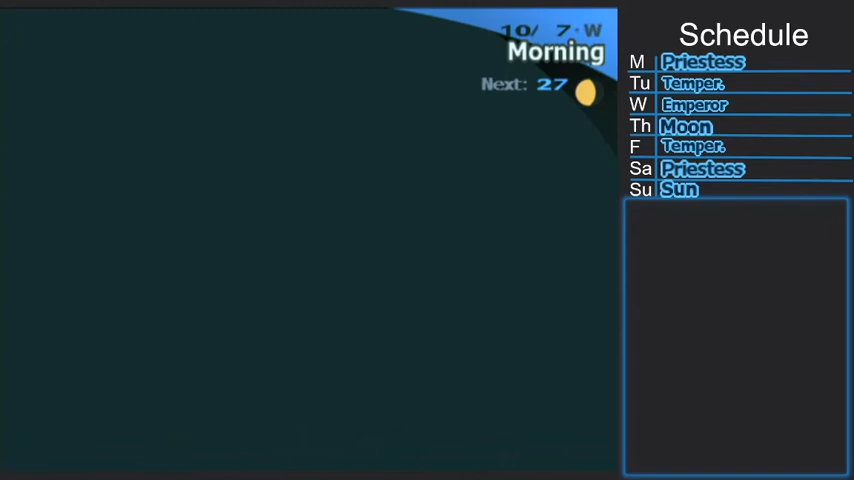 10/ 7·W
Morning
Next: 27
Schedule
M Priestess
Tu Temper.
W Emperor
Th Moon
F Temper.
Sa Priestess
Su Sun